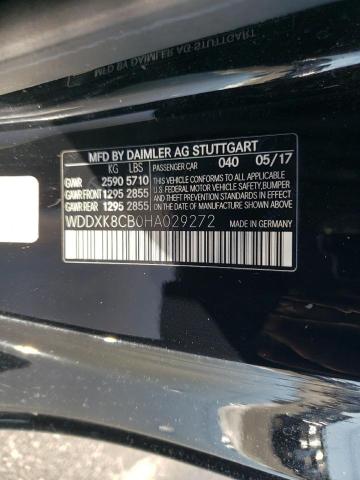 MFD BY DAIMLER AG STUTTGART
KG LBS PASSENGER CAR 040 05/17
GVWR 2590 5710 THIS VEHICLE CONFORMS TO ALL APPLICABLE U.S.
GAWR FRONT 1295 2855 FEDERAL MOTOR VEHICLE SAFETY, BUMPER
GAWR REAR 1295 2855 AND THEFT PREVENTION STANDARDS IN EFFECT ON THE DATE OF
WDDXK8CB0HA029272 MANUFACTURE SHOWN ABOVE
MADE IN GERMANY